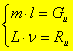 m · l = G_u
L · ν = R_u